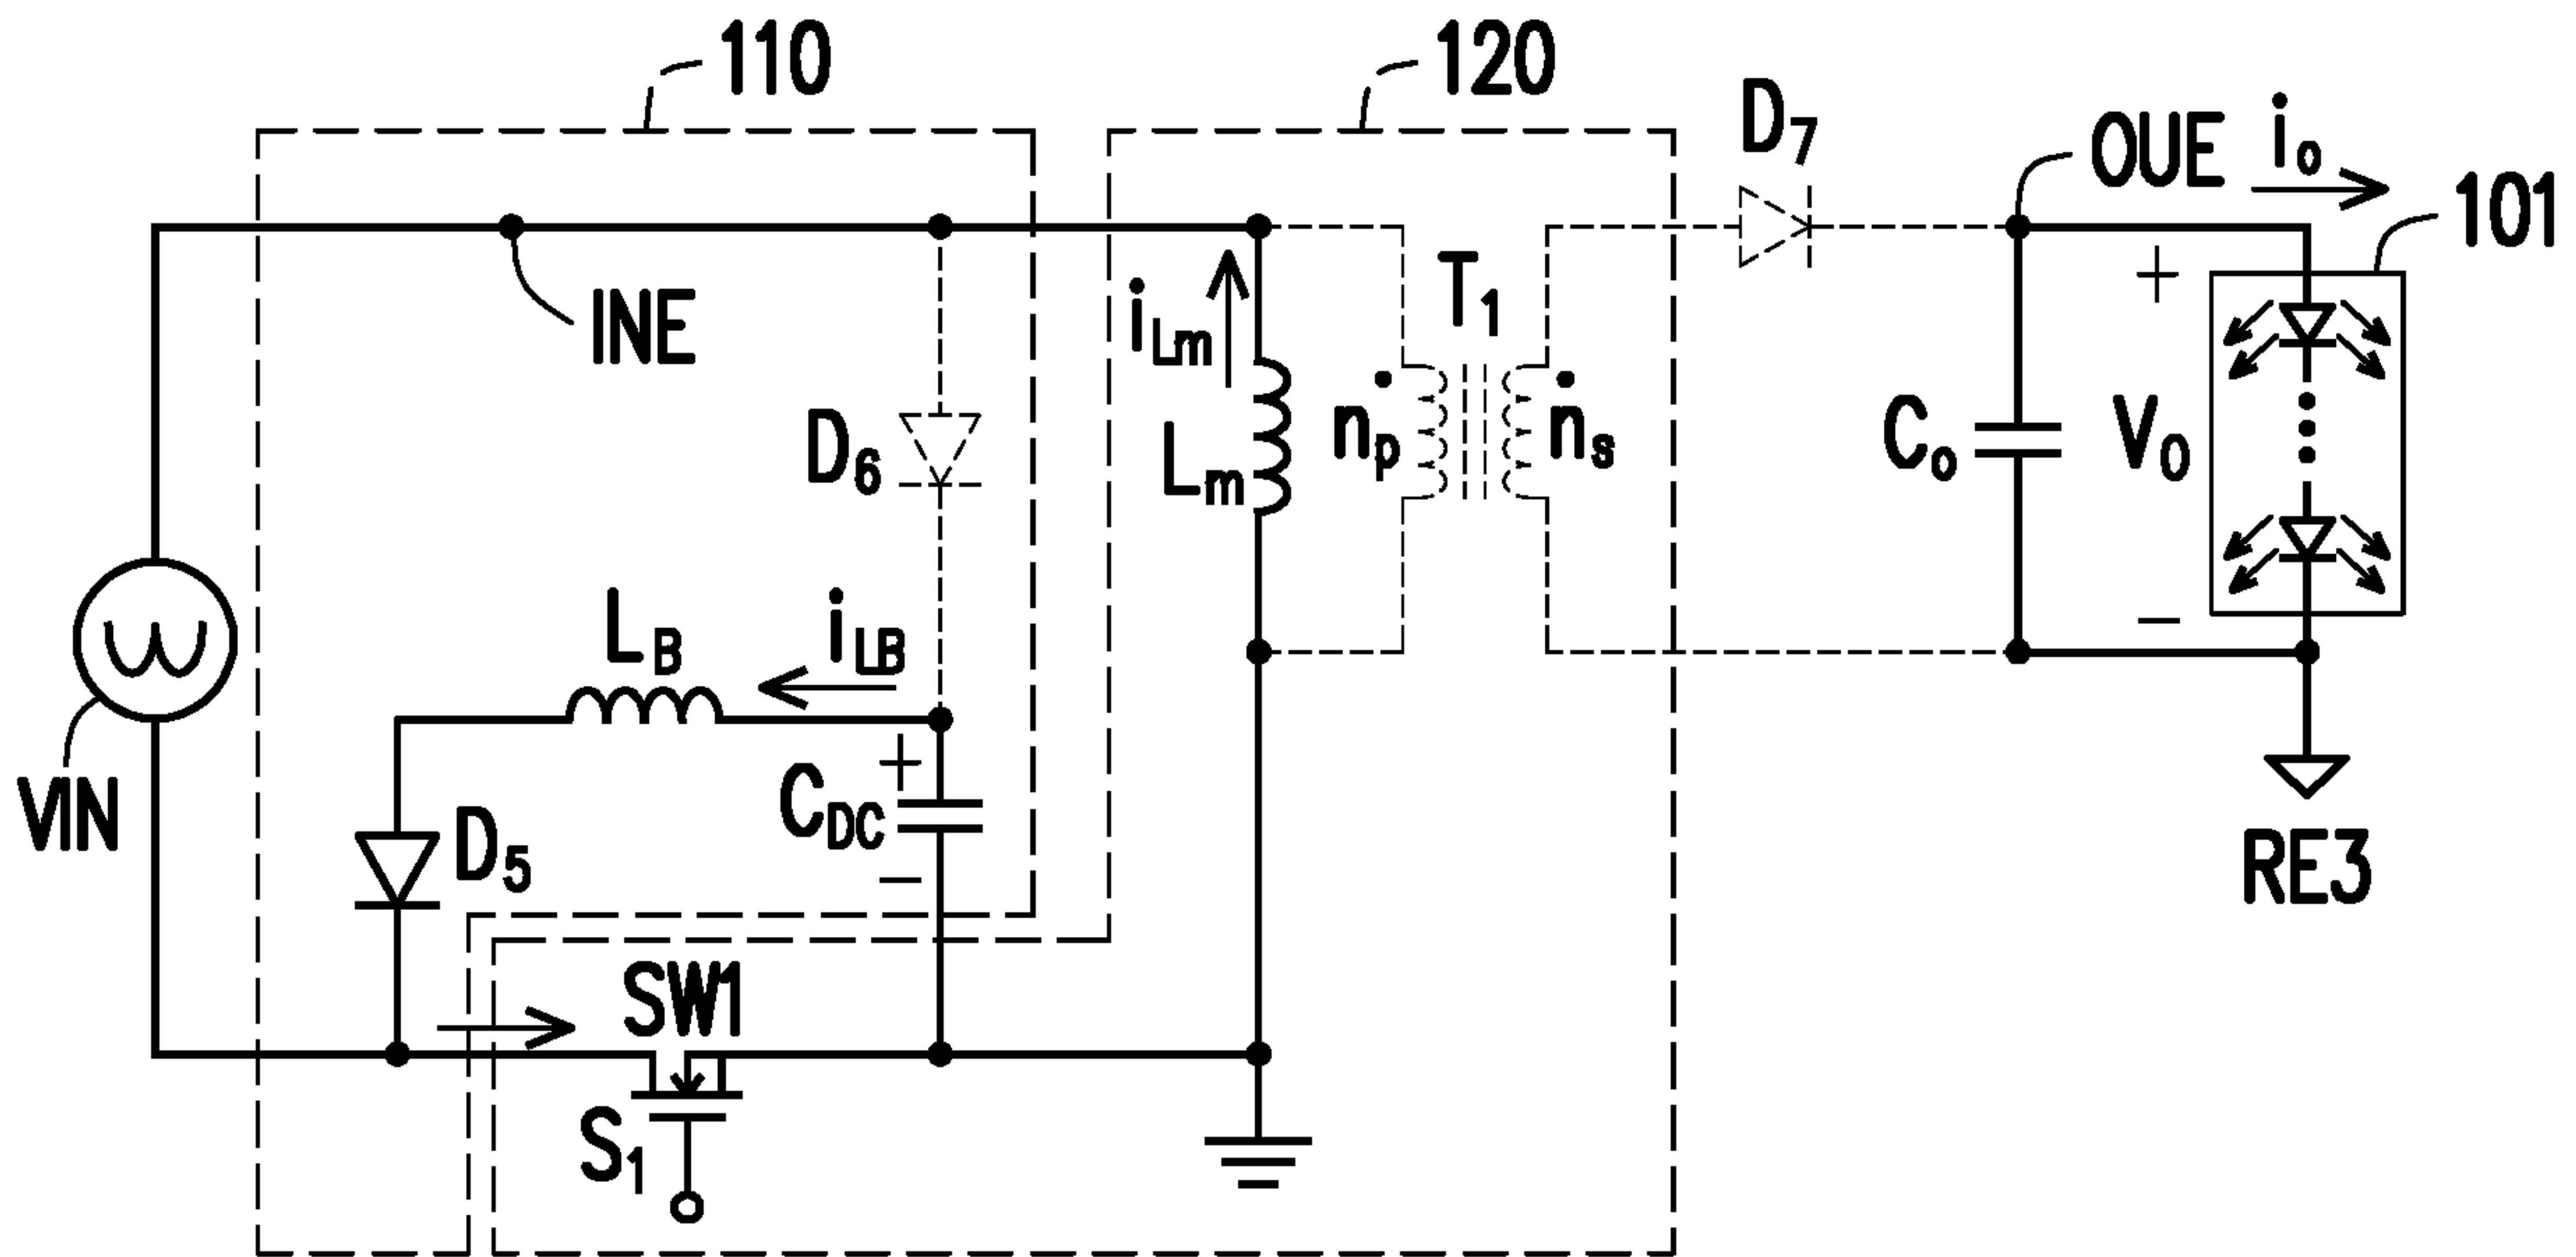 110
120
D7
OUE
io
101
INE
iLm
T1
D6
Lm
np
ns
Co
+
Vo
−
LB
iLB
VIN
D5
CDC
+
−
SW1
S1
RE3